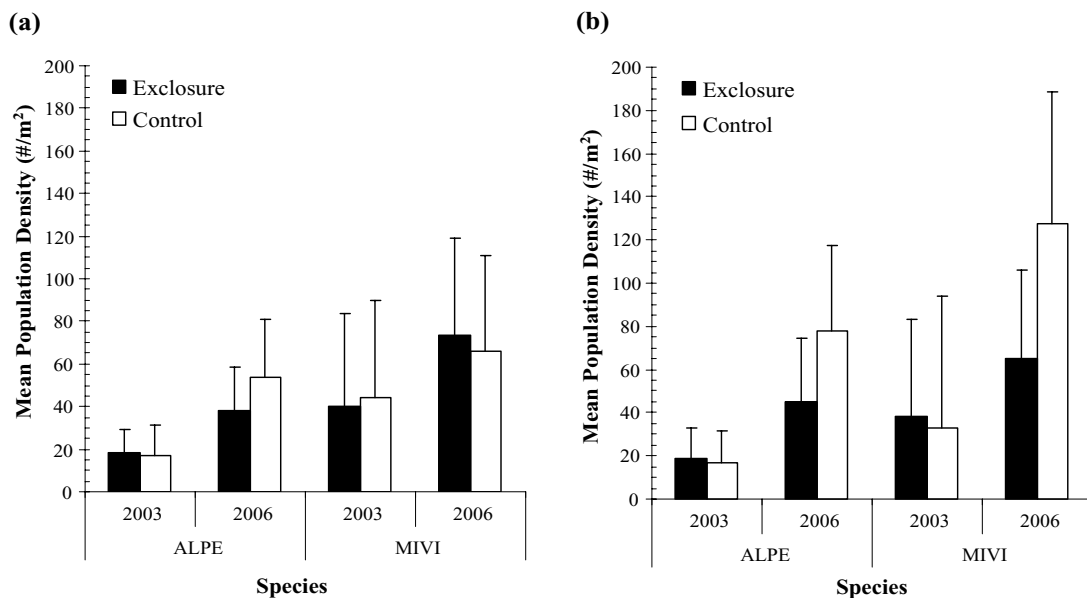 (a)
Mean Population Density (#/m²)
200
180
160
140
120
100
80
60
40
20
0
Exclosure
Control
2003
2006
2003
2006
ALPE
MIVI
Species
(b)
Mean Population Density (#/m²)
200
180
160
140
120
100
80
60
40
20
0
Exclosure
Control
2003
2006
2003
2006
ALPE
MIVI
Species